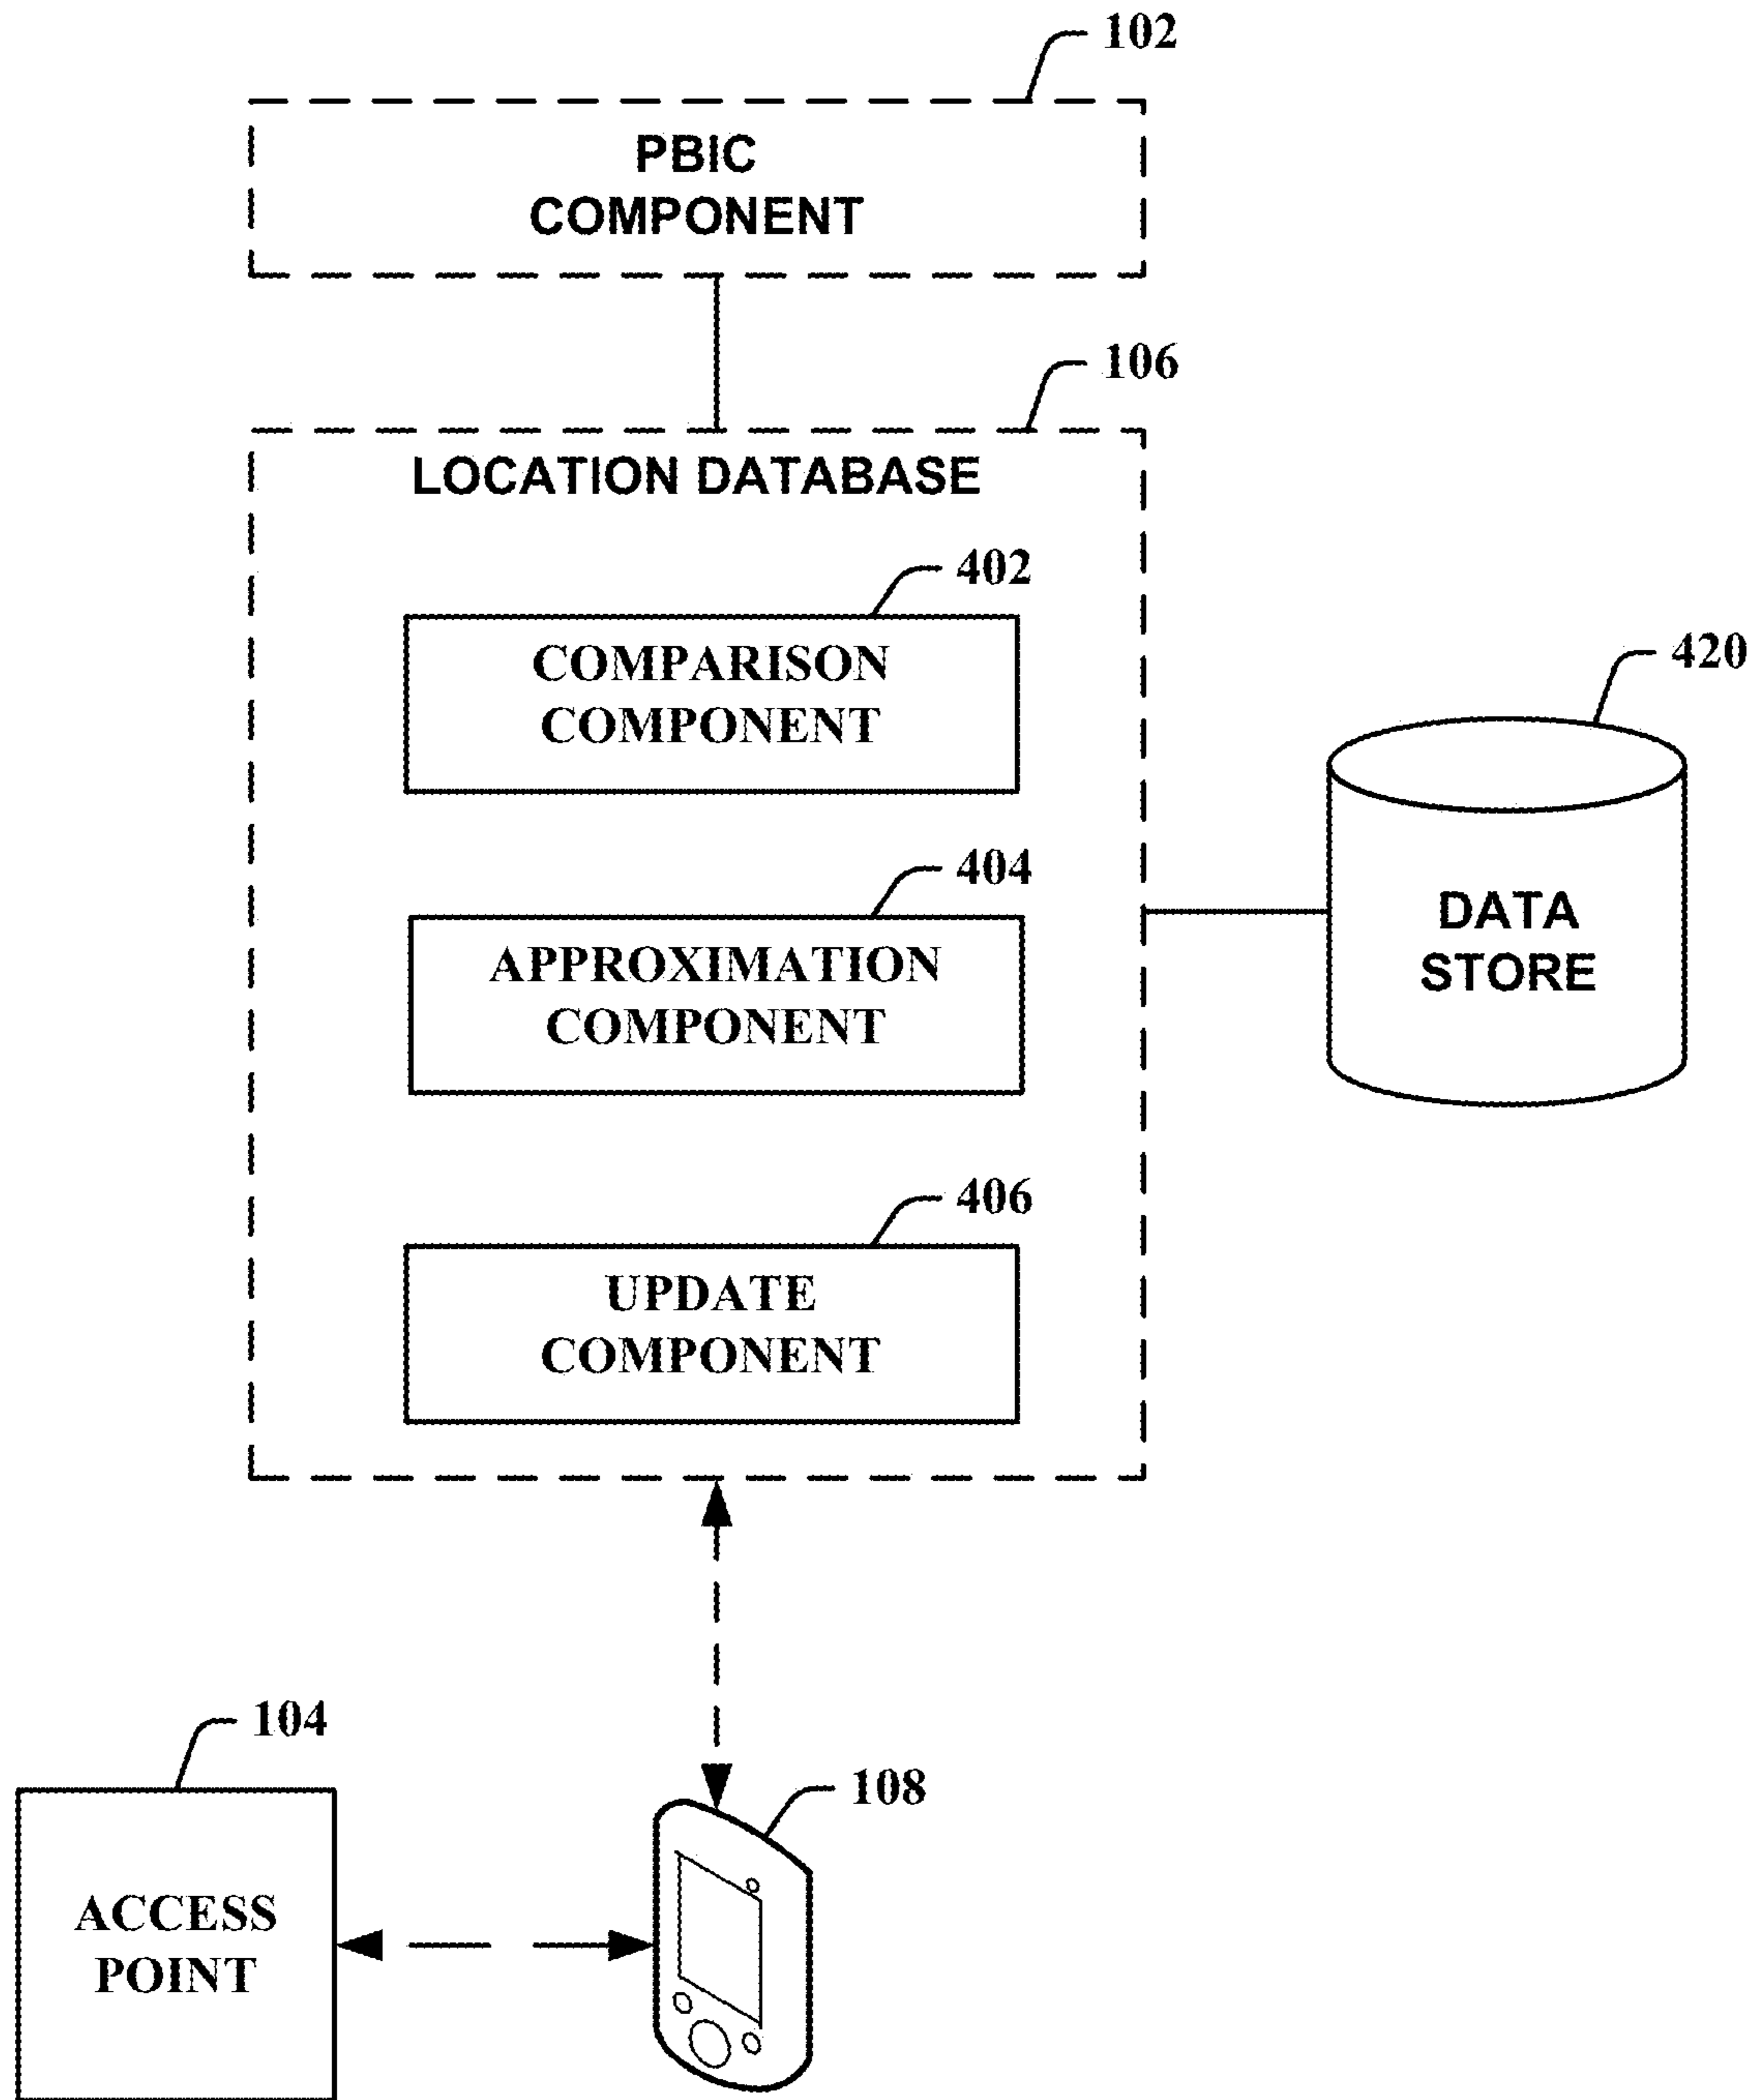 102
PBIC
COMPONENT
106
LOCATION DATABASE
402
COMPARISON
COMPONENT
420
404
APPROXIMATION
COMPONENT
DATA
STORE
406
UPDATE
COMPONENT
104
108
ACCESS
POINT